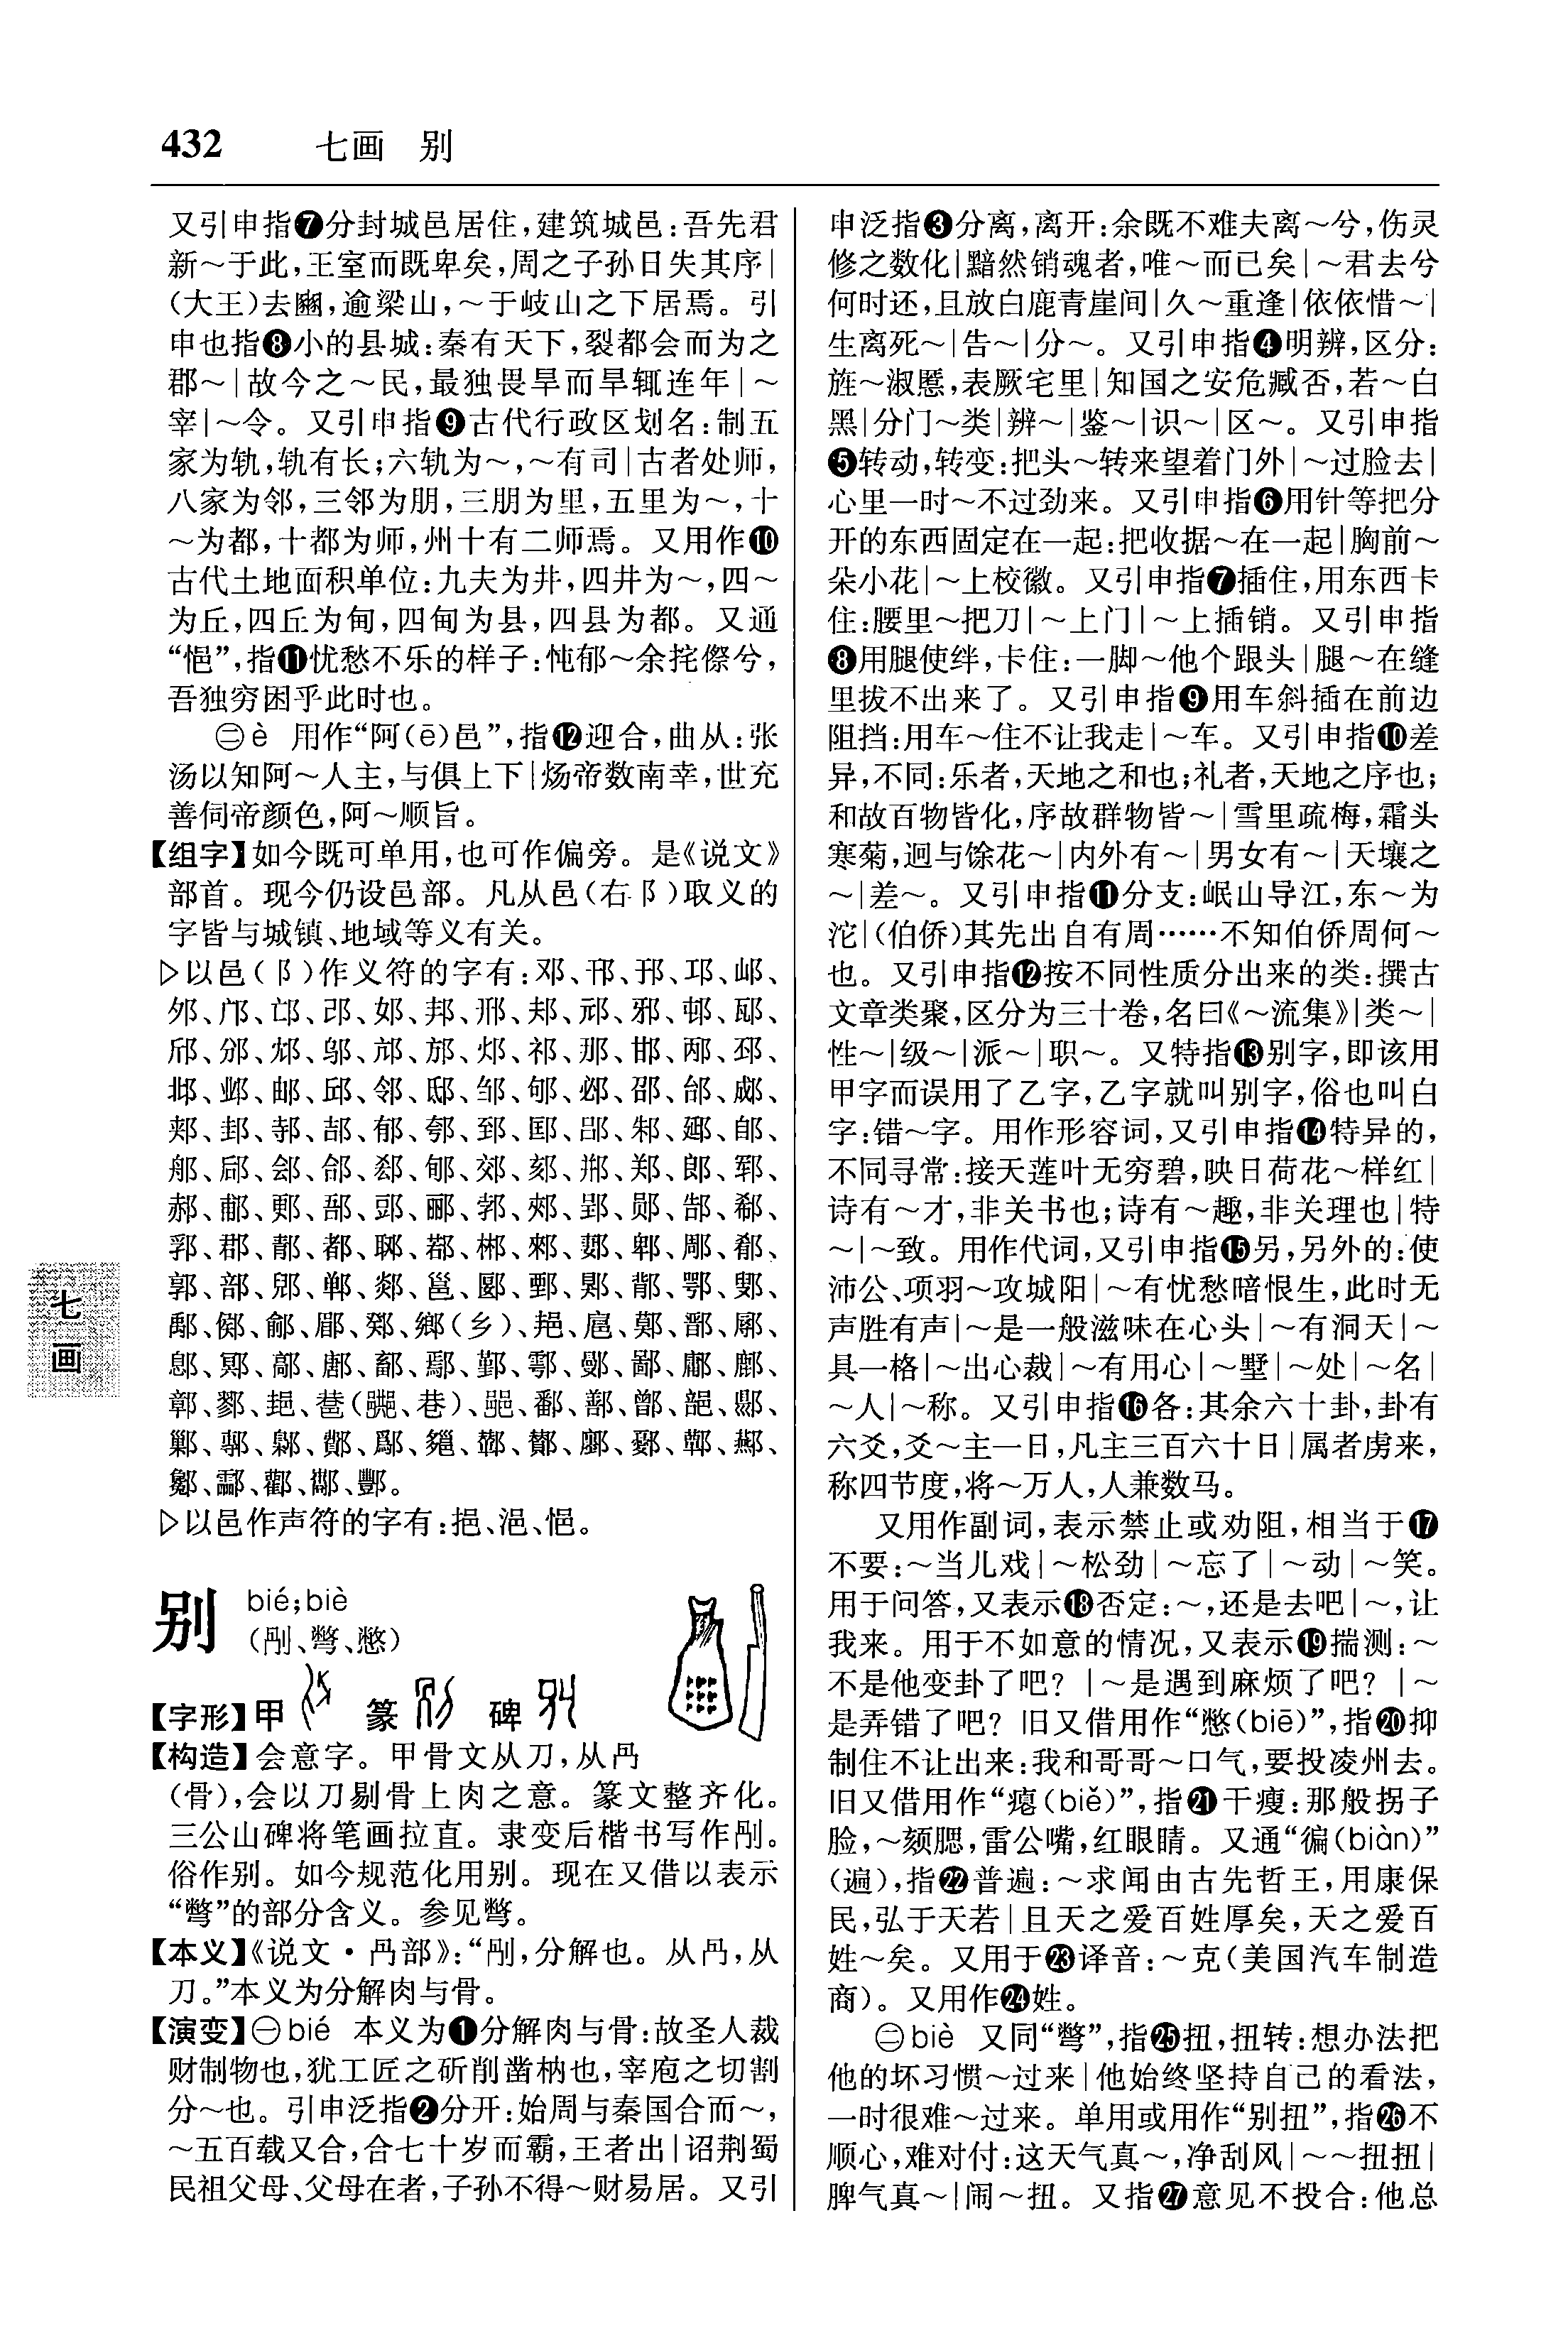 432 七画 别
又引申指❼分封城邑居住,建筑城邑:吾先君
新～于此,王室而既卑矣,周之子孙日失其序|
(大王)去豳,逾梁山,～于岐山之下居焉。引
申也指❽小的县城:秦有天下,裂都会而为之
郡～|故今之～民,最独畏旱而旱辄连年|～
宰|～令。又引申指❾古代行政区划名:制五
家为轨,轨有长;六轨为～,～有司|古者处师,
八家为邻,三邻为朋,三朋为里,五里为～,十
～为都,十都为师,州十有二师焉。又用作❿
古代土地面积单位:九夫为井,四井为～,四～
为丘,四丘为甸,四甸为县,四县为都。又通
“悒”,指⓫忧愁不乐的样子:忳郁～余侘傺兮,
吾独穷困乎此时也。
㊁è 用作“阿(ē)邑”,指⓬迎合,曲从:张
汤以知阿～人主,与俱上下|炀帝数南幸,世充
善伺帝颜色,阿～顺旨。
【组字】如今既可单用,也可作偏旁。是《说文》
部首。现今仍设邑部。凡从邑(右阝)取义的
字皆与城镇、地域等义有关。
▷以邑(阝)作义符的字有:邓、邗、邘、邛、邖、
邜、邝、邙、邵、如、邦、邢、邞、祁、邪、邨、邷、
邤、邠、邥、邬、邟、邡、邩、祁、那、邯、邴、邳、
邶、邺、邮、邱、邻、邸、邹、邭、邲、邵、邰、郕、
郏、邽、邿、郆、郁、郀、郅、邼、郘、邾、郔、郋、
郍、郈、郐、郃、郄、郇、郊、郂、邢、郑、郎、郓、
郝、郙、郠、郚、郖、郦、郣、郟、郢、郧、郜、郗、
郛、郡、郬、都、郰、鄀、郴、郲、郪、郫、周、郩、
郭、部、郳、郸、郯、邕、郾、鄄、鄓、郿、鄂、郹、
鄅、鄇、鄃、郿、鄈、鄉(乡)、郒、扈、鄚、鄑、鄏、
鄎、鄍、鄗、鄌、鄐、鄢、鄞、鄠、鄤、鄙、鄜、鄘、
鄣、鄝、郌、巷(𨞠、巷)、鄱、鄯、鄫、鄳、
鄹、鄸、鄡、鄮、鄬、鄨、鄿、酇、鄽、鄾、鄲、酀、
酁、酃、酄、酅、酆。
▷以邑作声符的字有:挹、浥、悒。
别 bié;biè
(剐、彆、憋)
【字形】甲 篆 碑
【构造】会意字。甲骨文从刀,从冎
(骨),会以刀剔骨上肉之意。篆文整齐化。
三公山碑将笔画拉直。隶变后楷书写作剐。
俗作别。如今规范化用别。现在又借以表示
“彆”的部分含义。参见彆。
【本义】《说文·冎部》:“剐,分解也。从冎,从
刀。”本义为分解肉与骨。
【演变】㊀bié 本义为❶分解肉与骨:故圣人裁
财制物也,犹工匠之斫削凿枘也,宰庖之切割
分～也。引申泛指❷分开:始周与秦国合而～,
～五百载又合,合七十岁而霸,王者出|诏荆蜀
民祖父母、父母在者,子孙不得～财易居。又引
申泛指❸分离,离开:余既不难夫离～兮,伤灵
修之数化|黯然销魂者,唯～而已矣|～君去兮
何时还,且放白鹿青崖间|久～重逢|依依惜～|
生离死～|告～|分～。又引申指❹明辨,区分:
旌～淑慝,表厥宅里|知国之安危臧否,若～白
黑|分门～类|辨～|鉴～|识～|区～。又引申指
❺转动,转变:把头～转来望着门外|～过脸去|
心里一时～不过劲来。又引申指❻用针等把分
开的东西固定在一起:把收据～在一起|胸前～
朵小花|～上校徽。又引申指❼插住,用东西卡
住:腰里～把刀|～上门|～上插销。又引申指
❽用腿使绊,卡住:一脚～他个跟头|腿～在缝
里拔不出来了。又引申指❾用车斜插在前边
阻挡:用车～住不让我走|～车。又引申指❿差
异,不同:乐者,天地之和也;礼者,天地之序也;
和故百物皆化,序故群物皆～|雪里疏梅,霜头
寒菊,迥与馀花～|内外有～|男女有～|天壤之
～|差～。又引申指⓫分支:岷山导江,东～为
沱|(伯侨)其先出自有周……不知伯侨周何～
也。又引申指⓬按不同性质分出来的类:撰古
文章类聚,区分为三十卷,名曰《～流集》|类～|
性～|级～|派～|职～。又特指⓭别字,即该用
甲字而误用了乙字,乙字就叫别字,俗也叫白
字:错～字。用作形容词,又引申指⓮特异的,
不同寻常:接天莲叶无穷碧,映日荷花～样红|
诗有～才,非关书也;诗有～趣,非关理也|特
～|～致。用作代词,又引申指⓯另,另外的:使
沛公、项羽～攻城阳|～有忧愁暗恨生,此时无
声胜有声|～是一般滋味在心头|～有洞天|～
具一格|～出心裁|～有用心|～墅|～处|～名|
～人|～称。又引申指⓰各:其余六十卦,卦有
六爻,爻～主一日,凡主三百六十日|属者虏来,
称四节度,将～万人,人兼数马。
又用作副词,表示禁止或劝阻,相当于⓱
不要:～当儿戏|～松劲|～忘了|～动|～笑。
用于问答,又表示⓲否定:～,还是去吧|～,让
我来。用于不如意的情况,又表示⓳揣测:～
不是他变卦了吧?|～是遇到麻烦了吧?|～
是弄错了吧?旧又借用作“憋(biē)”,指⓴抑
制住不让出来:我和哥哥～口气,要投凌州去。
旧又借用作“瘪(biě)”,指㉑干瘦:那般拐子
脸,～颏腮,雷公嘴,红眼睛。又通“徧(biàn)”
(遍),指㉒普遍:～求闻由古先哲王,用康保
民,弘于天若|且天之爱百姓厚矣,天之爱百
姓～矣。又用于㉓译音:～克(美国汽车制造
商)。又用作㉔姓。
㊁biè 又同“彆”,指㉕扭,扭转:想办法把
他的坏习惯～过来|他始终坚持自己的看法,
一时很难～过来。单用或用作“别扭”,指㉖不
顺心,难对付:这天气真～,净刮风|～～扭扭|
脾气真～|闹～扭。又指㉗意见不投合:他总
七画